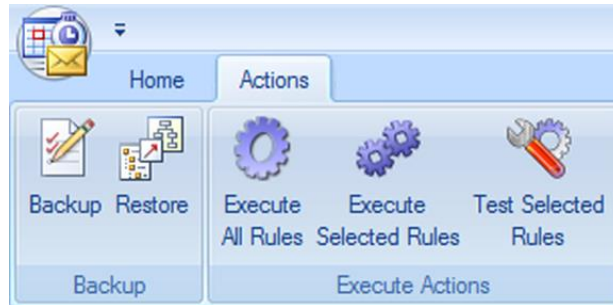 Home Actions
Backup Restore Execute Execute Test Selected
All Rules Selected Rules Rules
Backup Execute Actions